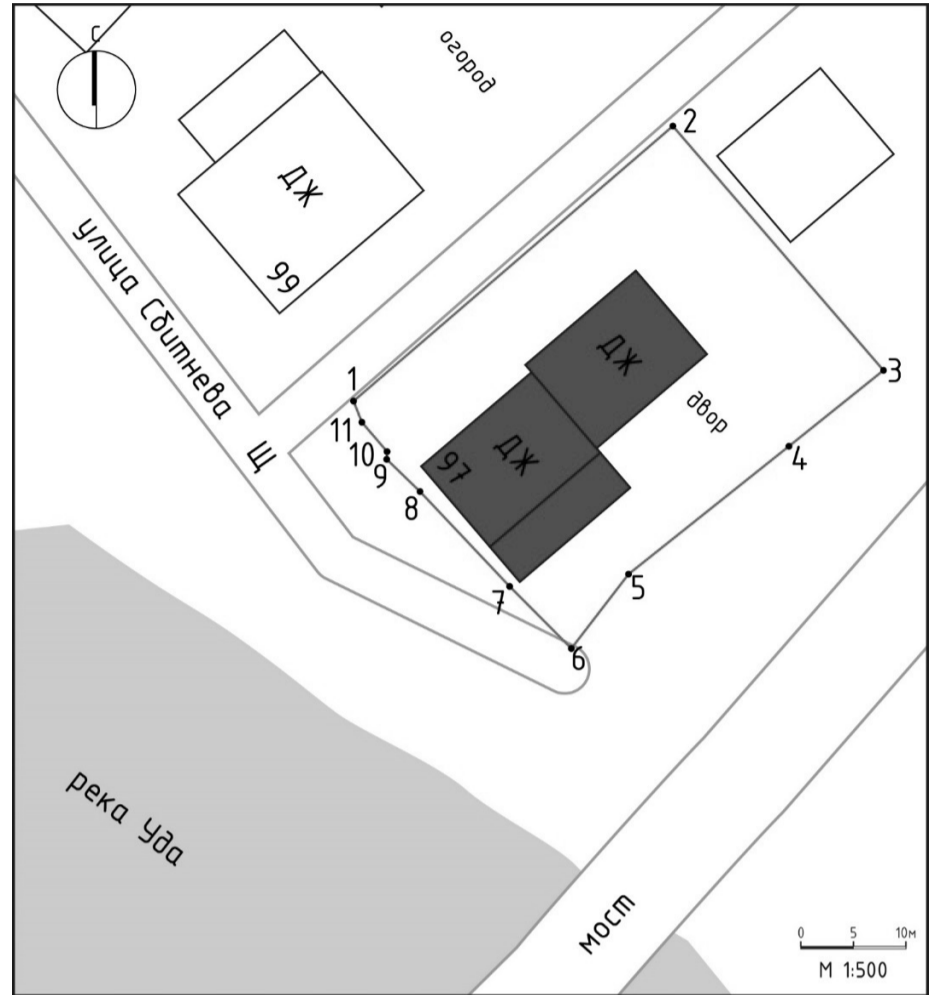 С
огород
2
ДЖ
99
улица Сбитнева
Щ
1
11
10
9
8
ДЖ
ДЖ
97
двор
3
4
5
7
6
река Уда
мост
0 5 10м
М 1:500